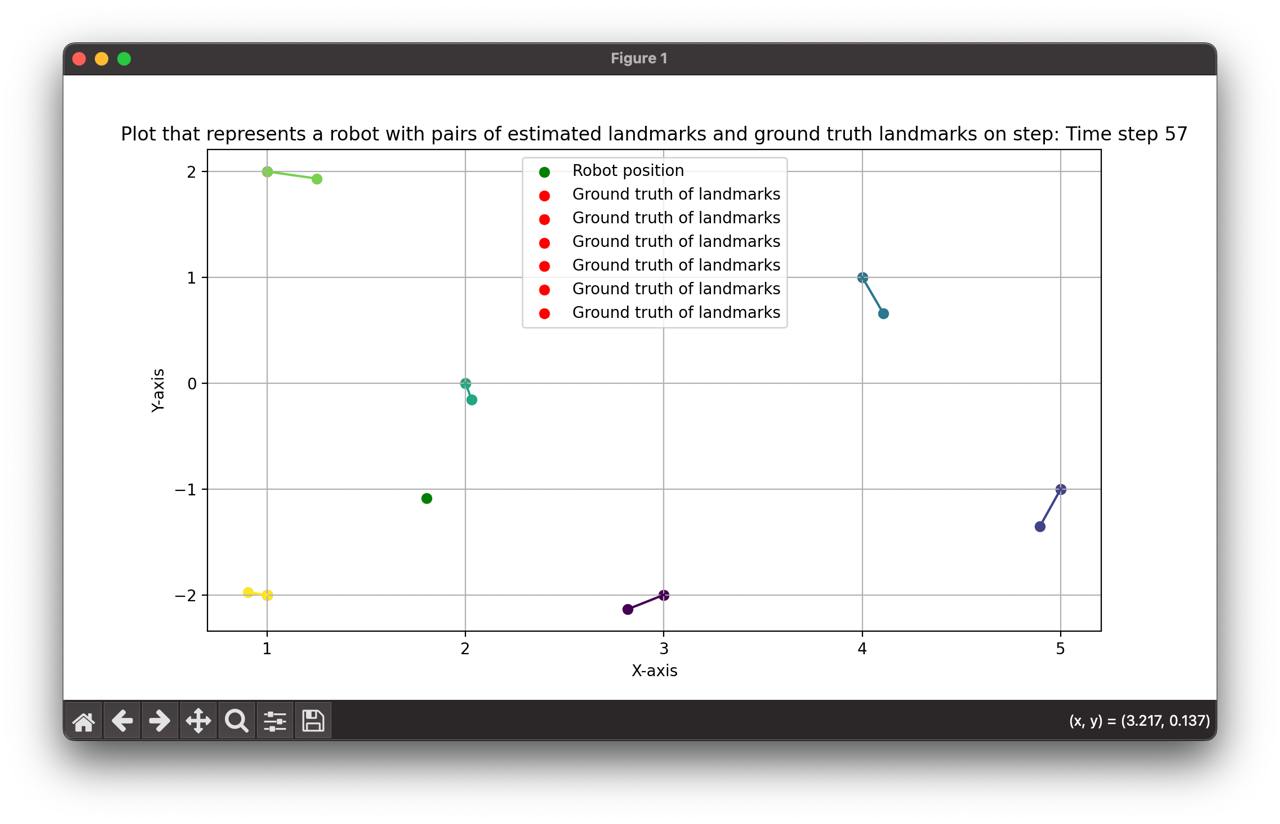 Figure 1
Plot that represents a robot with pairs of estimated landmarks and ground truth landmarks on step: Time step 57
Robot position
Ground truth of landmarks
Ground truth of landmarks
Ground truth of landmarks
Ground truth of landmarks
Ground truth of landmarks
Ground truth of landmarks
Y-axis
2
1
0
−1
−2
1 2 3 4 5
X-axis
(x, y) = (3.217, 0.137)